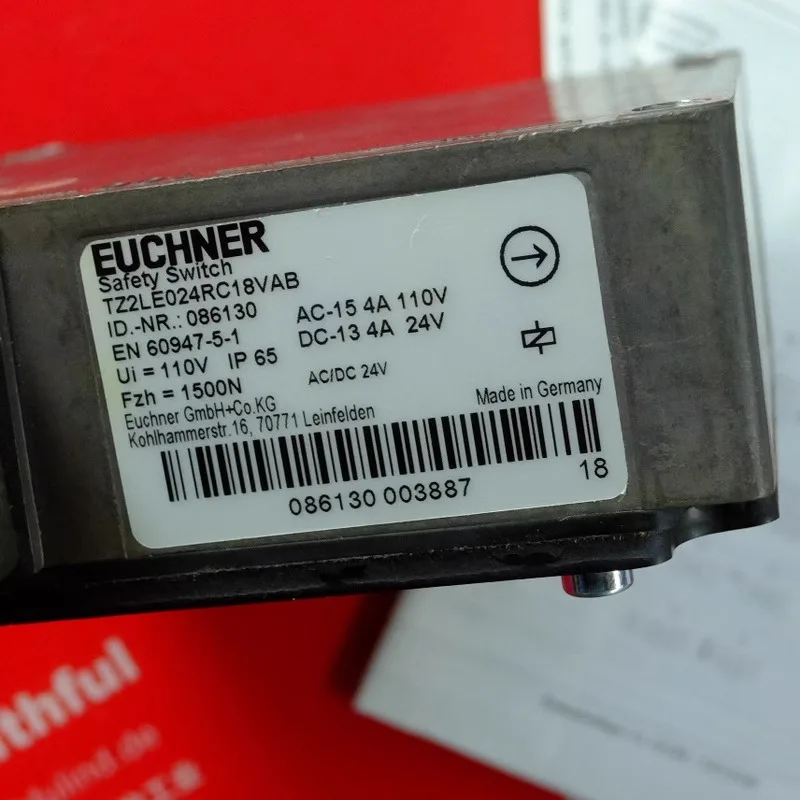 EUCHNER
Safety Switch
TZ2LE024RC18VAB
ID.-NR.: 086130
AC-15 4A 110V
EN 60947-5-1
DC-13 4A 24V
Ui = 110V IP 65
Fzh = 1500N
AC/DC 24V
Euchner GmbH+Co.KG
Kohlhammerstr.16, 70771 Leinfelden
Made in Germany
086130 003887
18
thful